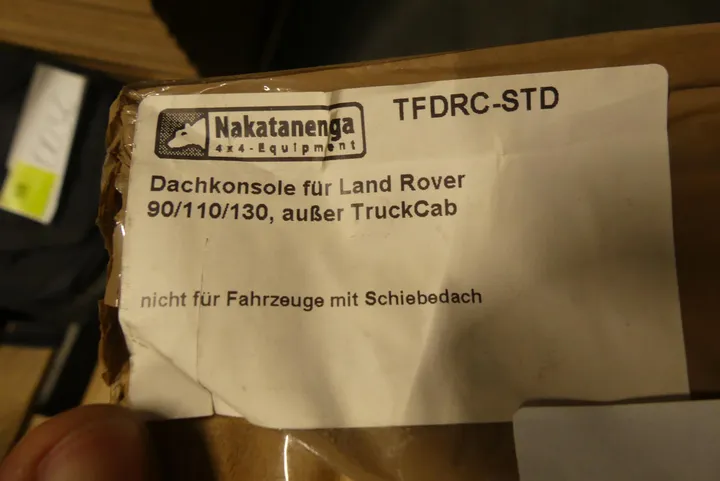 Nakatanenga
4x4-Equipment
TFDRC-STD
Dachkonsole für Land Rover
90/110/130, außer TruckCab
nicht für Fahrzeuge mit Schiebedach